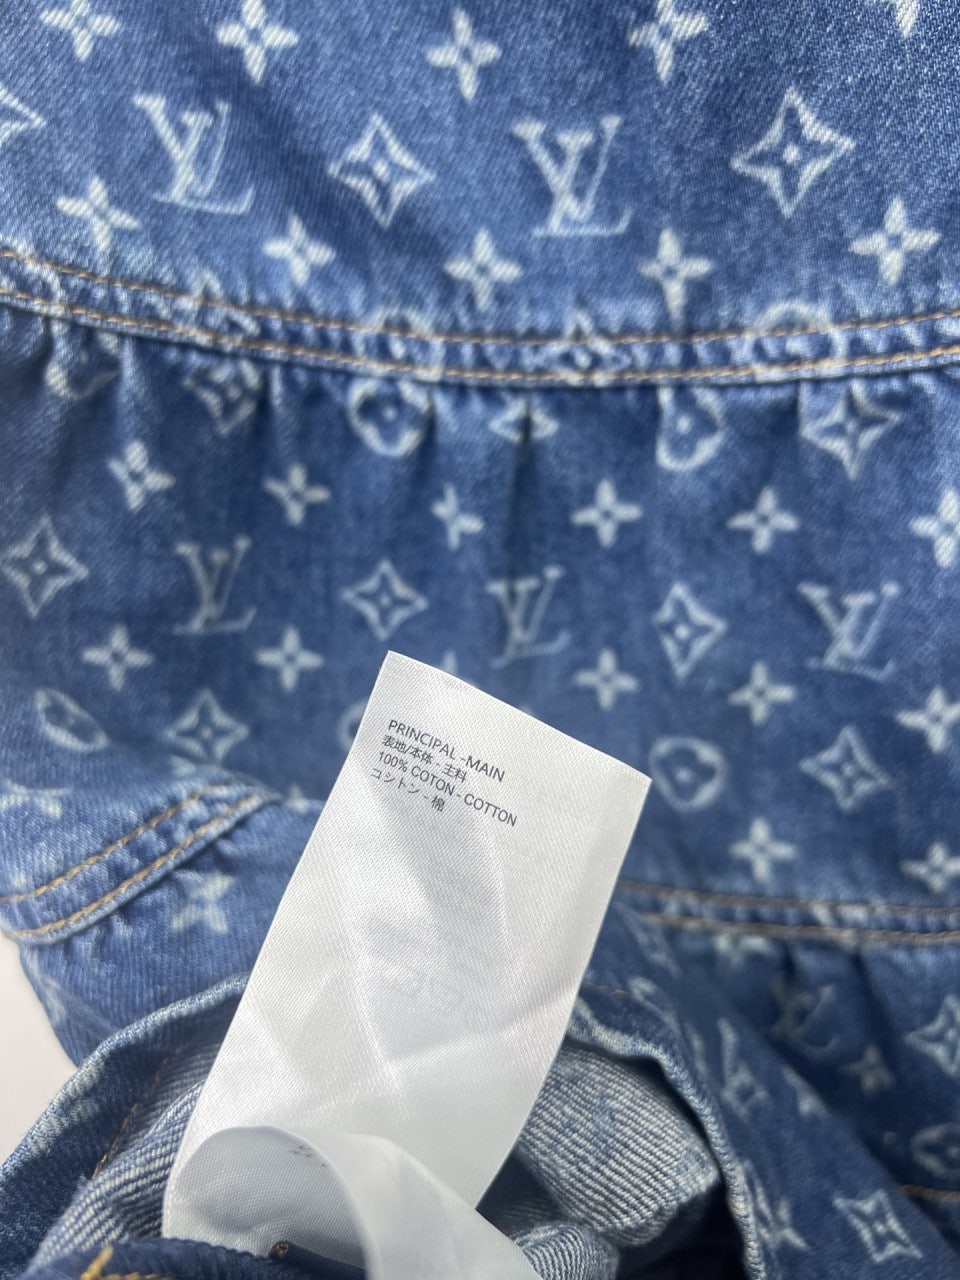 PRINCIPAL -MAIN
表地/本体 - 主料
100% COTON - COTTON
コットン - 棉